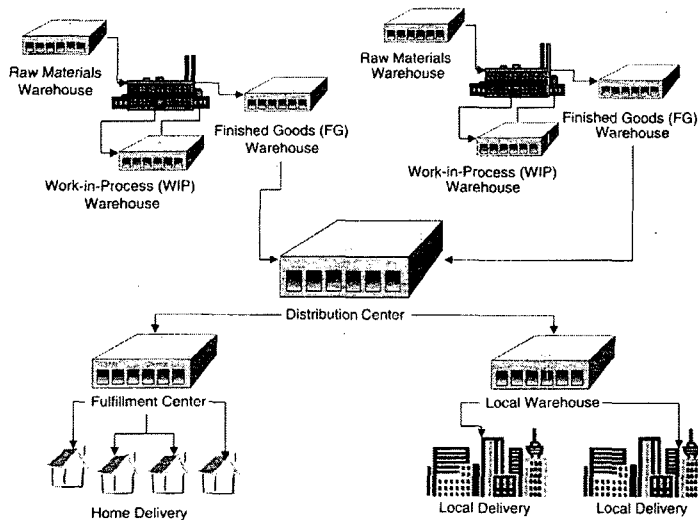 Raw Materials
Warehouse
Finished Goods (FG)
Warehouse
Work-in-Process (WIP)
Warehouse
Raw Materials
Warehouse
Finished Goods (FG)
Warehouse
Work-in-Process (WIP)
Warehouse
Distribution Center
Fulfillment Center
Local Warehouse
Home Delivery
Local Delivery
Local Delivery